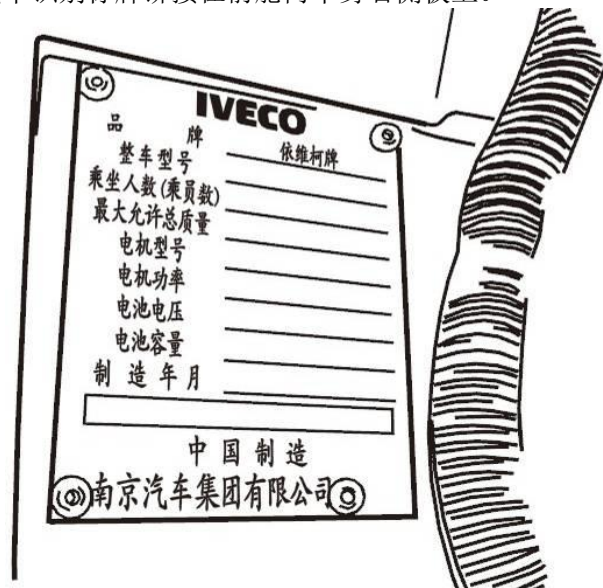 IVECO
品 牌 依维柯牌
整车型号
乘坐人数(乘员数)
最大允许总质量
电机型号
电机功率
电池电压
电池容量
制 造 年 月
中 国 制 造
南京汽车集团有限公司